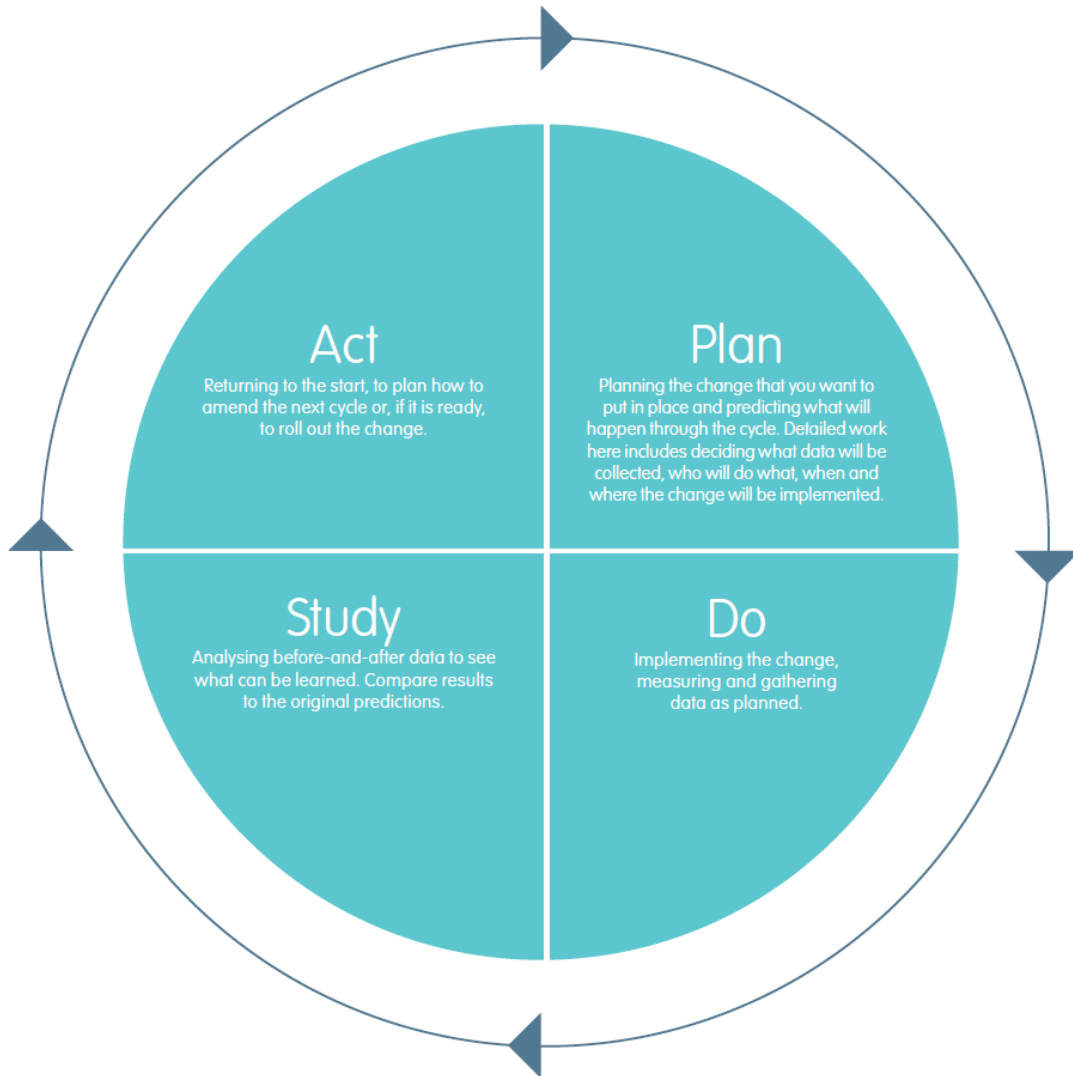 Act
Returning to the start, to plan how to
amend the next cycle or, if it is ready,
to roll out the change.
Plan
Planning the change that you want to
put in place and predicting what will
happen through the cycle. Detailed work
here includes deciding what data will be
collected, who will do what, when and
where the change will be implemented.
Study
Analysing before-and-after data to see
what can be learned. Compare results
to the original predictions.
Do
Implementing the change,
measuring and gathering
data as planned.